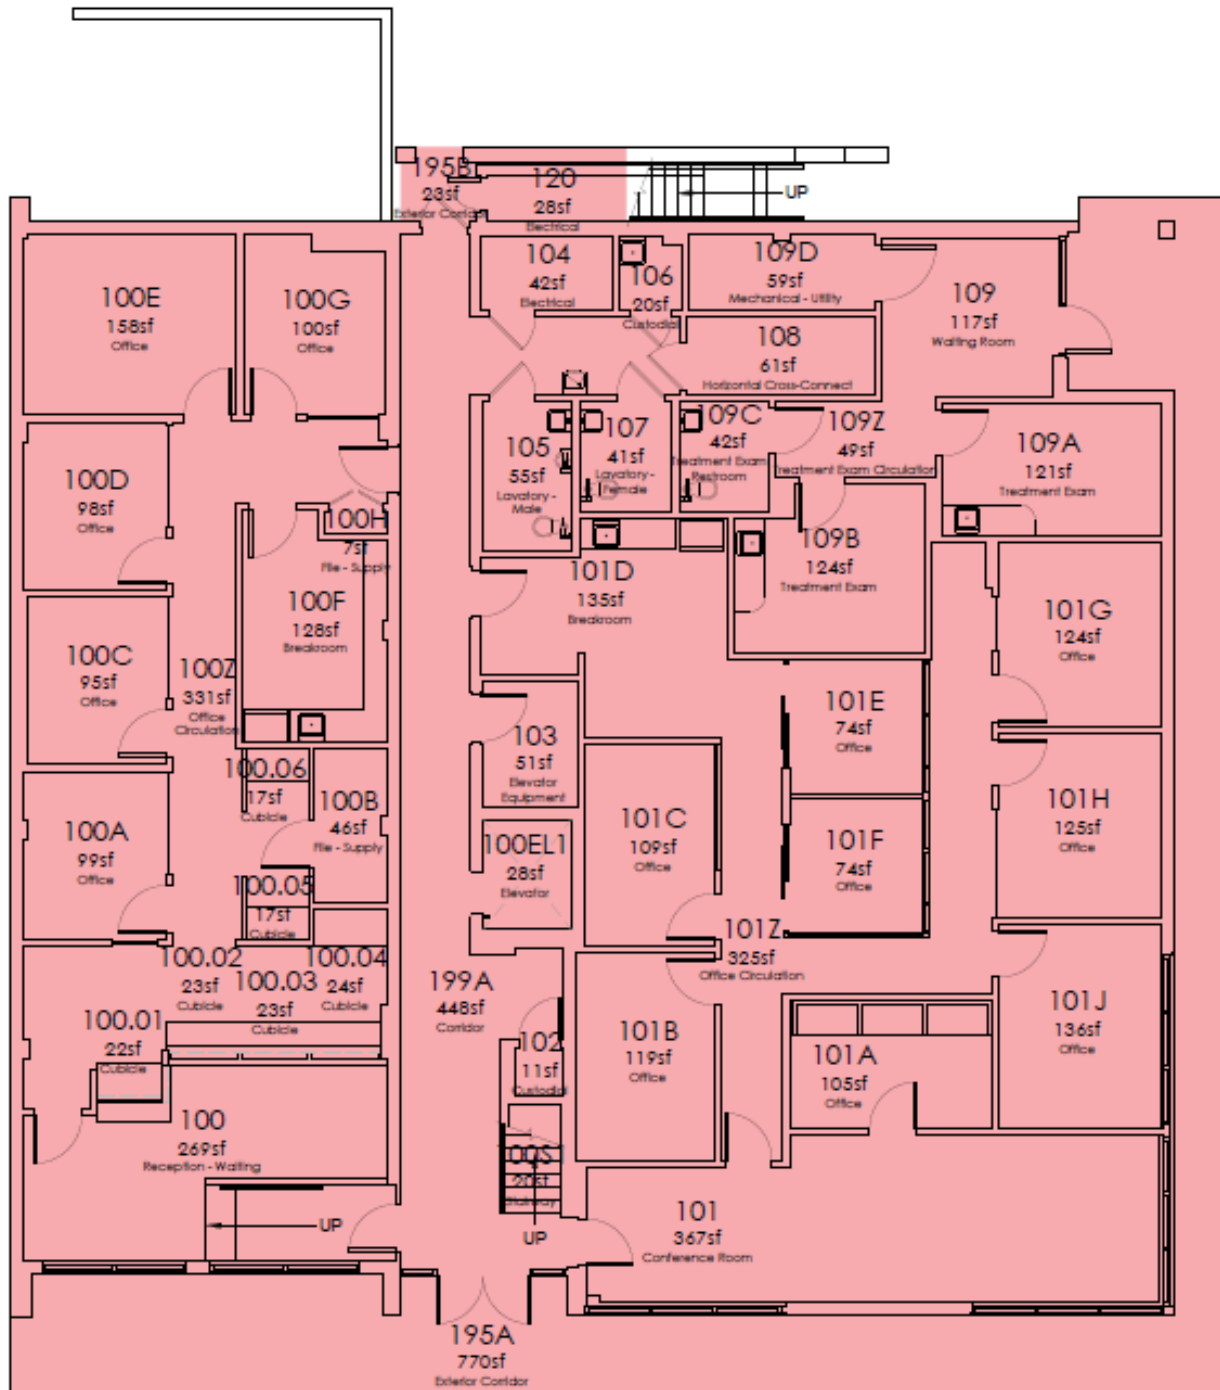 195B
23sf
Exterior Corridor
120
28sf
Electrical
UP
100E
158sf
Office
100G
100sf
Office
104
42sf
Electrical
106
20sf
Custodial
109D
59sf
Mechanical - Utility
109
117sf
Waiting Room
108
61sf
Horizontal Cross-Connect
100D
98sf
Office
105
55sf
Lavatory -
Male
107
41sf
Lavatory -
Female
109C
42sf
Treatment Exam
Restroom
109Z
49sf
Treatment Exam Circulation
109A
121sf
Treatment Exam
100H
7sf
File - Supply
109B
124sf
Treatment Exam
101D
135sf
Breakroom
100F
128sf
Breakroom
101G
124sf
Office
100C
95sf
Office
100Z
331sf
Office
Circulation
101E
74sf
Office
103
51sf
Elevator
Equipment
100.06
17sf
Cubicle
100B
46sf
File - Supply
101H
125sf
Office
100A
99sf
Office
101C
109sf
Office
101F
74sf
Office
100EL1
28sf
Elevator
100.05
17sf
Cubicle
101Z
325sf
Office Circulation
100.02
23sf
Cubicle
100.03
23sf
Cubicle
100.04
24sf
Cubicle
199A
448sf
Corridor
101J
136sf
Office
100.01
22sf
Cubicle
102
11sf
Custodial
101B
119sf
Office
101A
105sf
Office
100
269sf
Reception - Waiting
100S1
20sf
Stairway
UP
UP
101
367sf
Conference Room
195A
770sf
Exterior Corridor